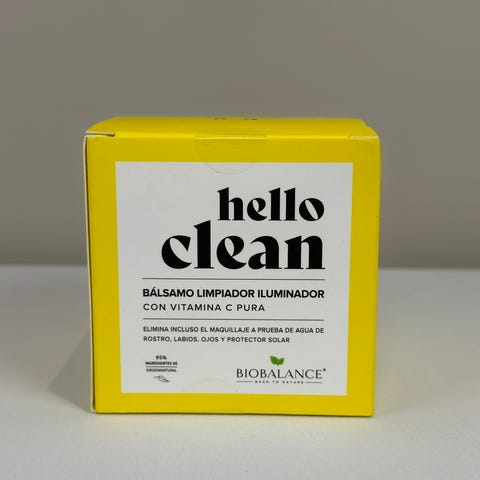 hello
clean
BÁLSAMO LIMPIADOR ILUMINADOR
CON VITAMINA C PURA
ELIMINA INCLUSO EL MAQUILLAJE A PRUEBA DE AGUA DE
ROSTRO, LABIOS, OJOS Y PROTECTOR SOLAR
95%
INGREDIENTES DE
ORIGEN NATURAL
BIOBALANCE®
BACK TO NATURE